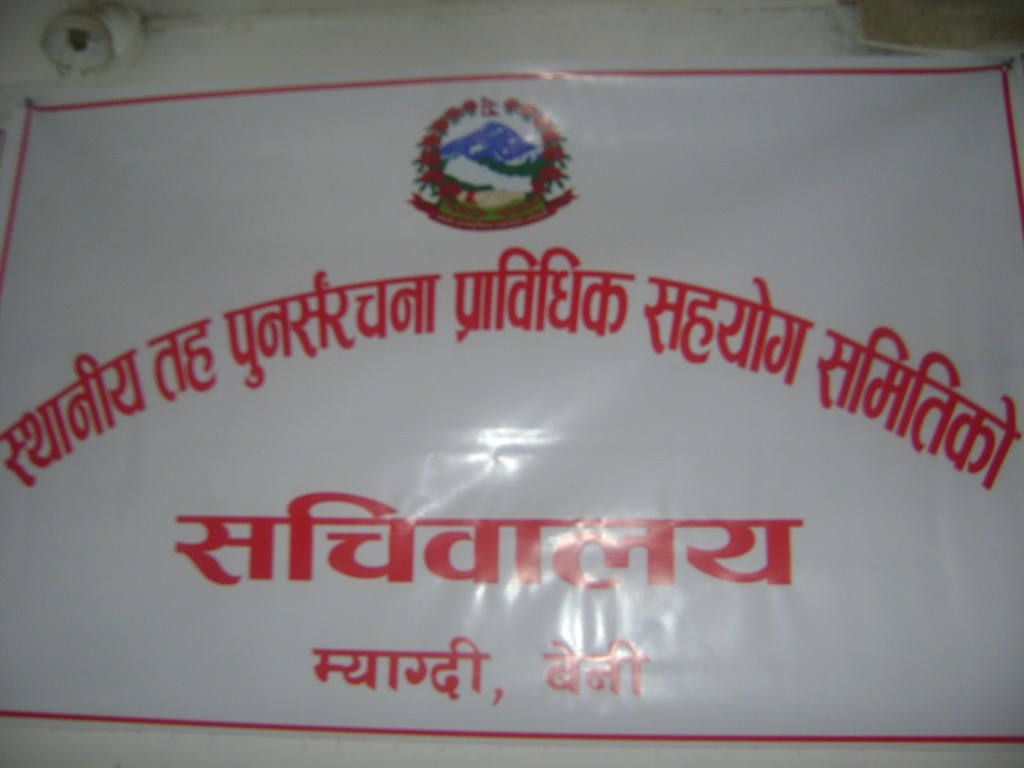 स्थानीय तह पुनर्संरचना प्राविधिक सहयोग समितिको
सचिवालय
म्याग्दी, बेनी